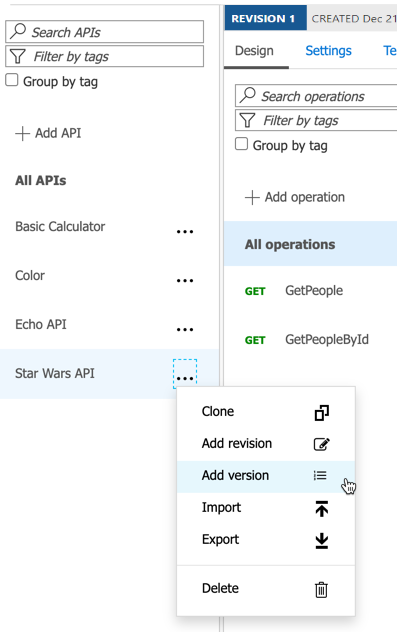 Search APIs
Filter by tags
Group by tag
Add API
All APIs
Basic Calculator
Color
Echo API
Star Wars API
REVISION 1 CREATED Dec 21
Design Settings Te
Search operations
Filter by tags
Group by tag
Add operation
All operations
GET GetPeople
GET GetPeopleById
Clone
Add revision
Add version
Import
Export
Delete